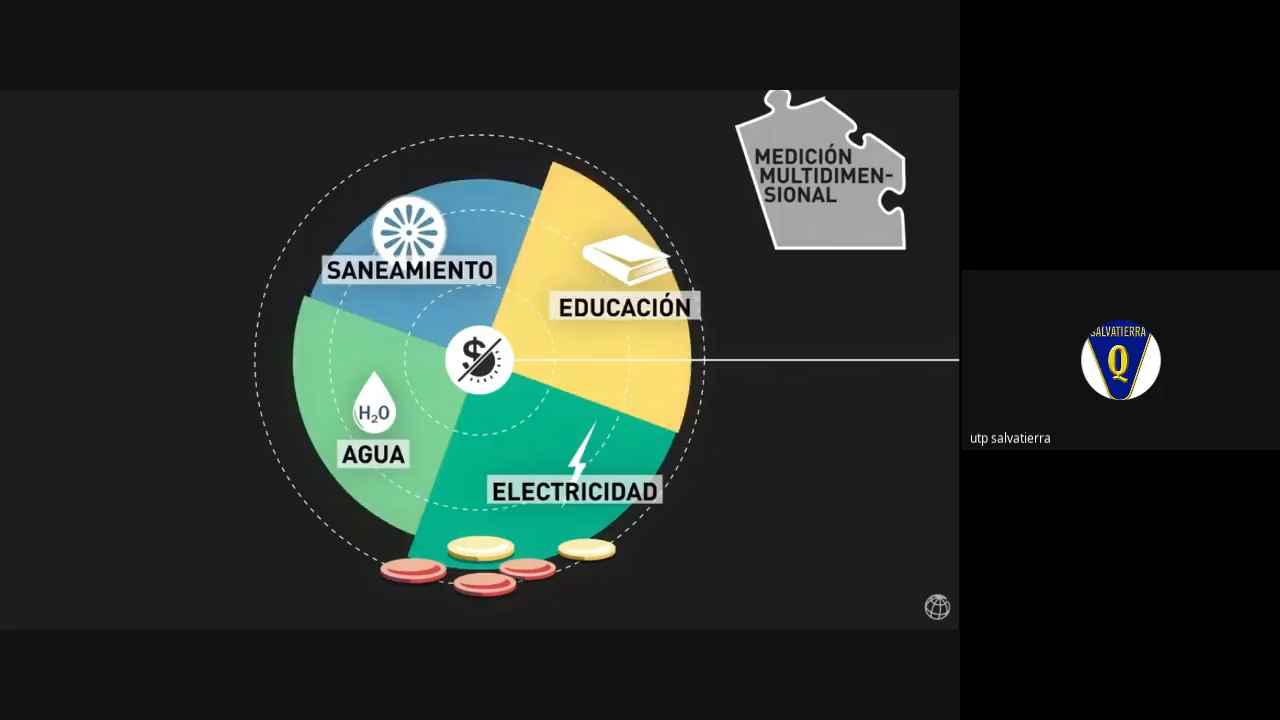 MEDICIÓN
MULTIDIMEN-
SIONAL
SANEAMIENTO
EDUCACIÓN
$
H₂O
AGUA
ELECTRICIDAD
SALVATIERRA
Q
utp salvatierra